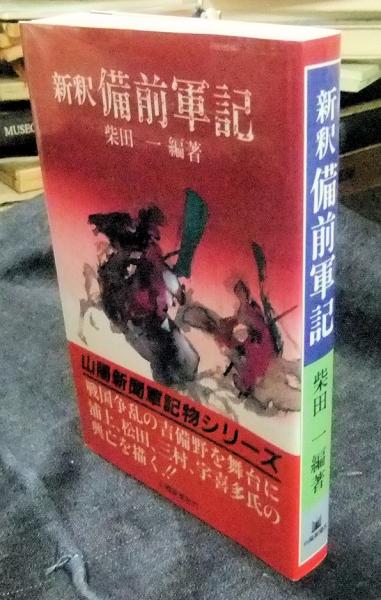 新釈 備前軍記
柴田 一 編著
山陽新聞軍記物シリーズ
戦国争乱の吉備野を舞台に
浦上、松田、三村、宇喜多氏の
興亡を描く!!
新釈 備前軍記
柴田 一 編著
MUSEO